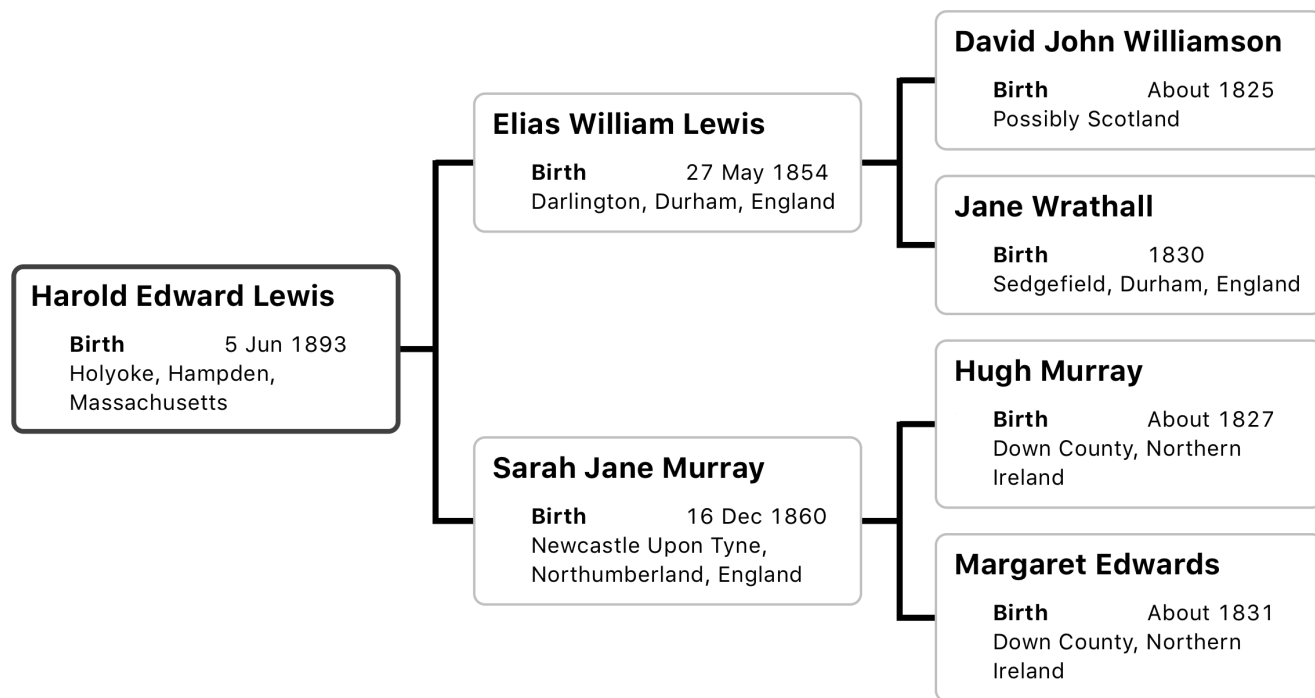 Harold Edward Lewis
Birth 5 Jun 1893
Holyoke, Hampden,
Massachusetts
Elias William Lewis
Birth 27 May 1854
Darlington, Durham, England
Sarah Jane Murray
Birth 16 Dec 1860
Newcastle Upon Tyne,
Northumberland, England
David John Williamson
Birth About 1825
Possibly Scotland
Jane Wrathall
Birth 1830
Sedgefield, Durham, England
Hugh Murray
Birth About 1827
Down County, Northern
Ireland
Margaret Edwards
Birth About 1831
Down County, Northern
Ireland